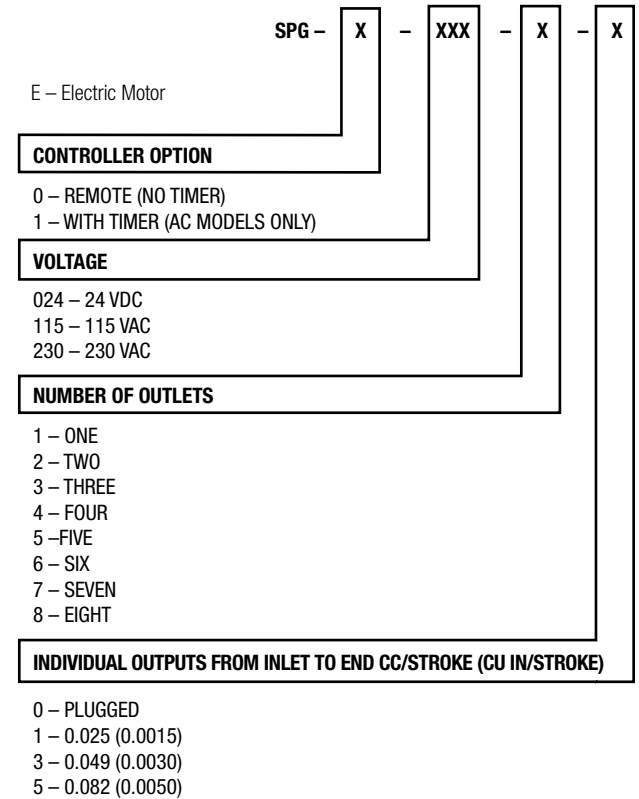 SPG – X – XXX – X – X
E – Electric Motor
CONTROLLER OPTION
0 – REMOTE (NO TIMER)
1 – WITH TIMER (AC MODELS ONLY)
VOLTAGE
024 – 24 VDC
115 – 115 VAC
230 – 230 VAC
NUMBER OF OUTLETS
1 – ONE
2 – TWO
3 – THREE
4 – FOUR
5 –FIVE
6 – SIX
7 – SEVEN
8 – EIGHT
INDIVIDUAL OUTPUTS FROM INLET TO END CC/STROKE (CU IN/STROKE)
0 – PLUGGED
1 – 0.025 (0.0015)
3 – 0.049 (0.0030)
5 – 0.082 (0.0050)